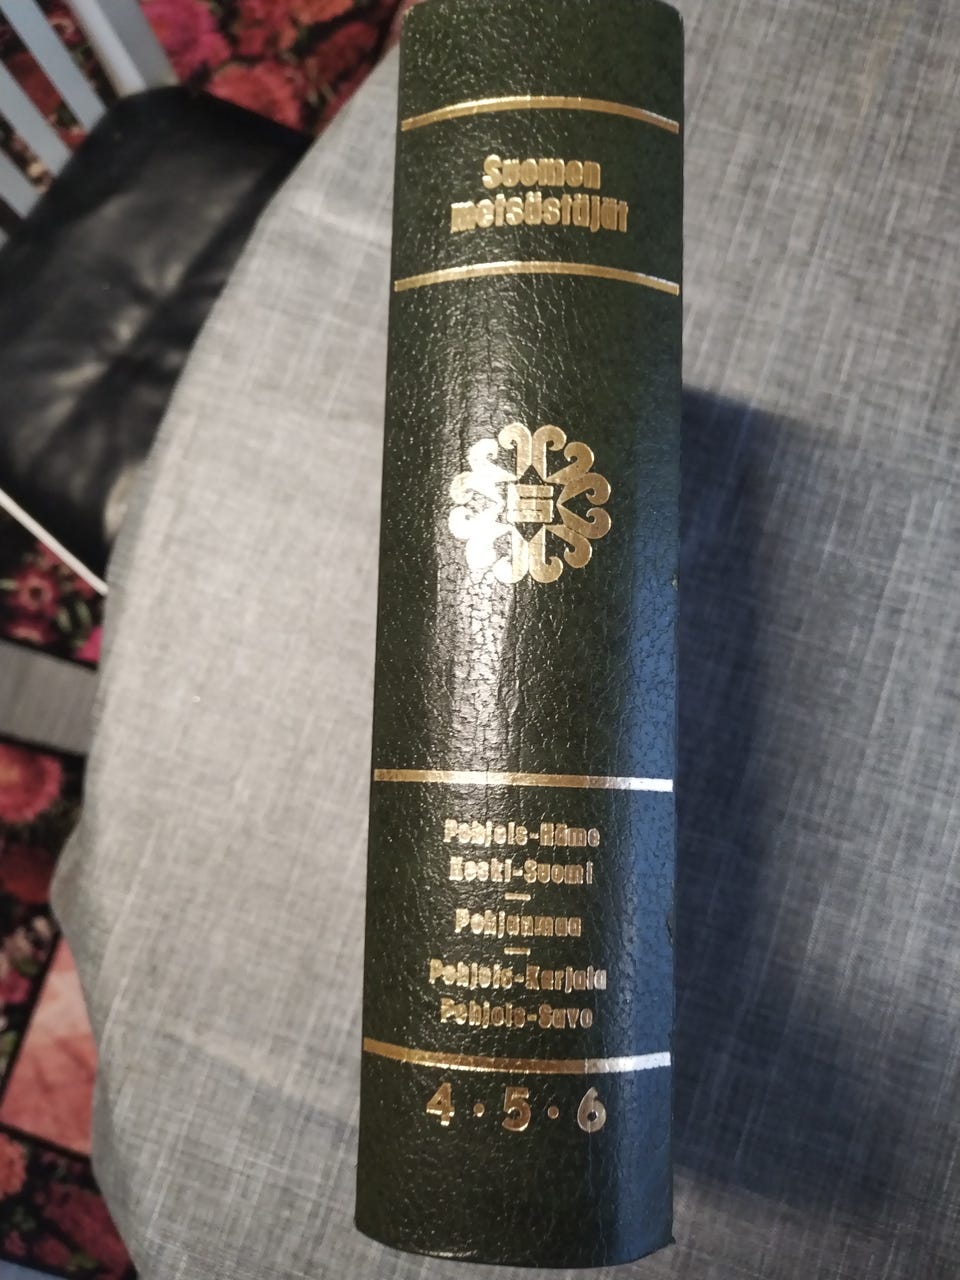 Suomen
metsästäjät
Pohjois-Häme
Keski-Suomi
Pohjanmaa
Pohjois-Karjala
Pohjois-Savo
4 · 5 · 6